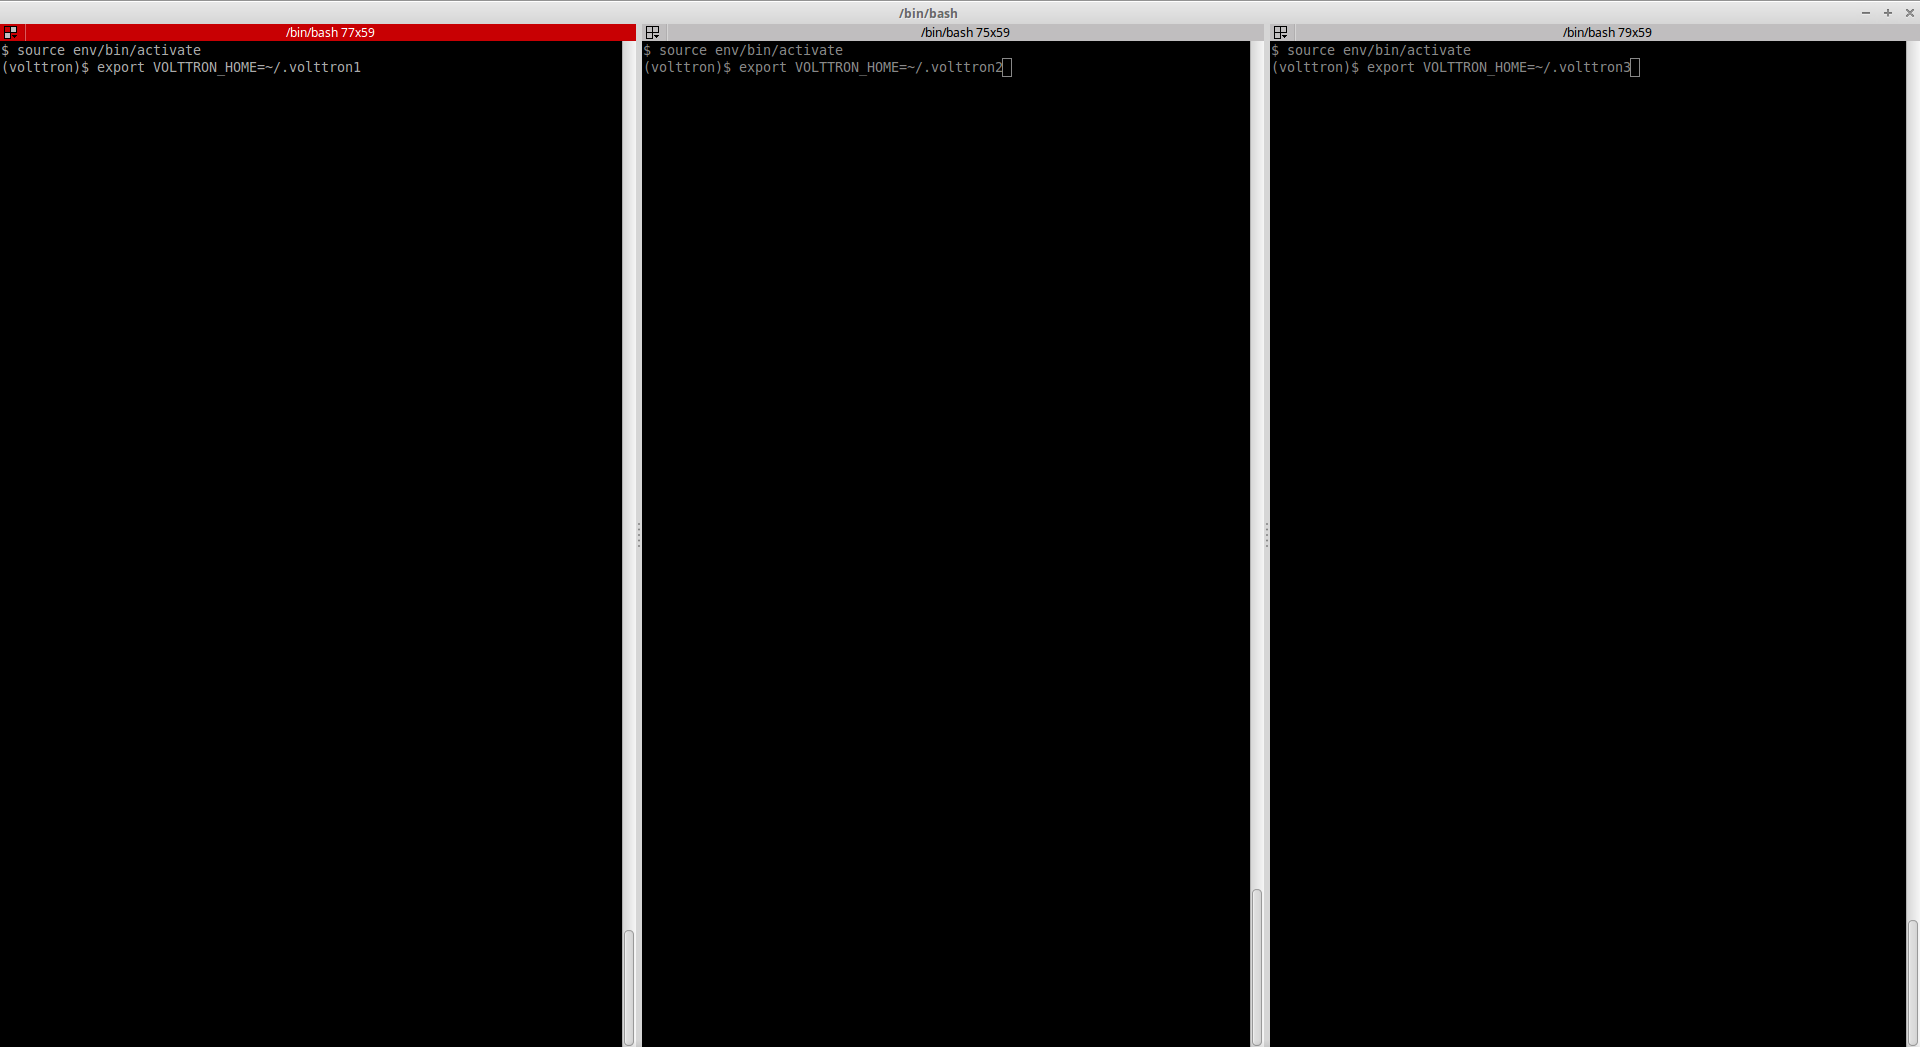 /bin/bash
/bin/bash 77x59
$ source env/bin/activate
(volttron)$ export VOLTTRON_HOME=~/.volttron1
/bin/bash 75x59
$ source env/bin/activate
(volttron)$ export VOLTTRON_HOME=~/.volttron2
/bin/bash 79x59
$ source env/bin/activate
(volttron)$ export VOLTTRON_HOME=~/.volttron3